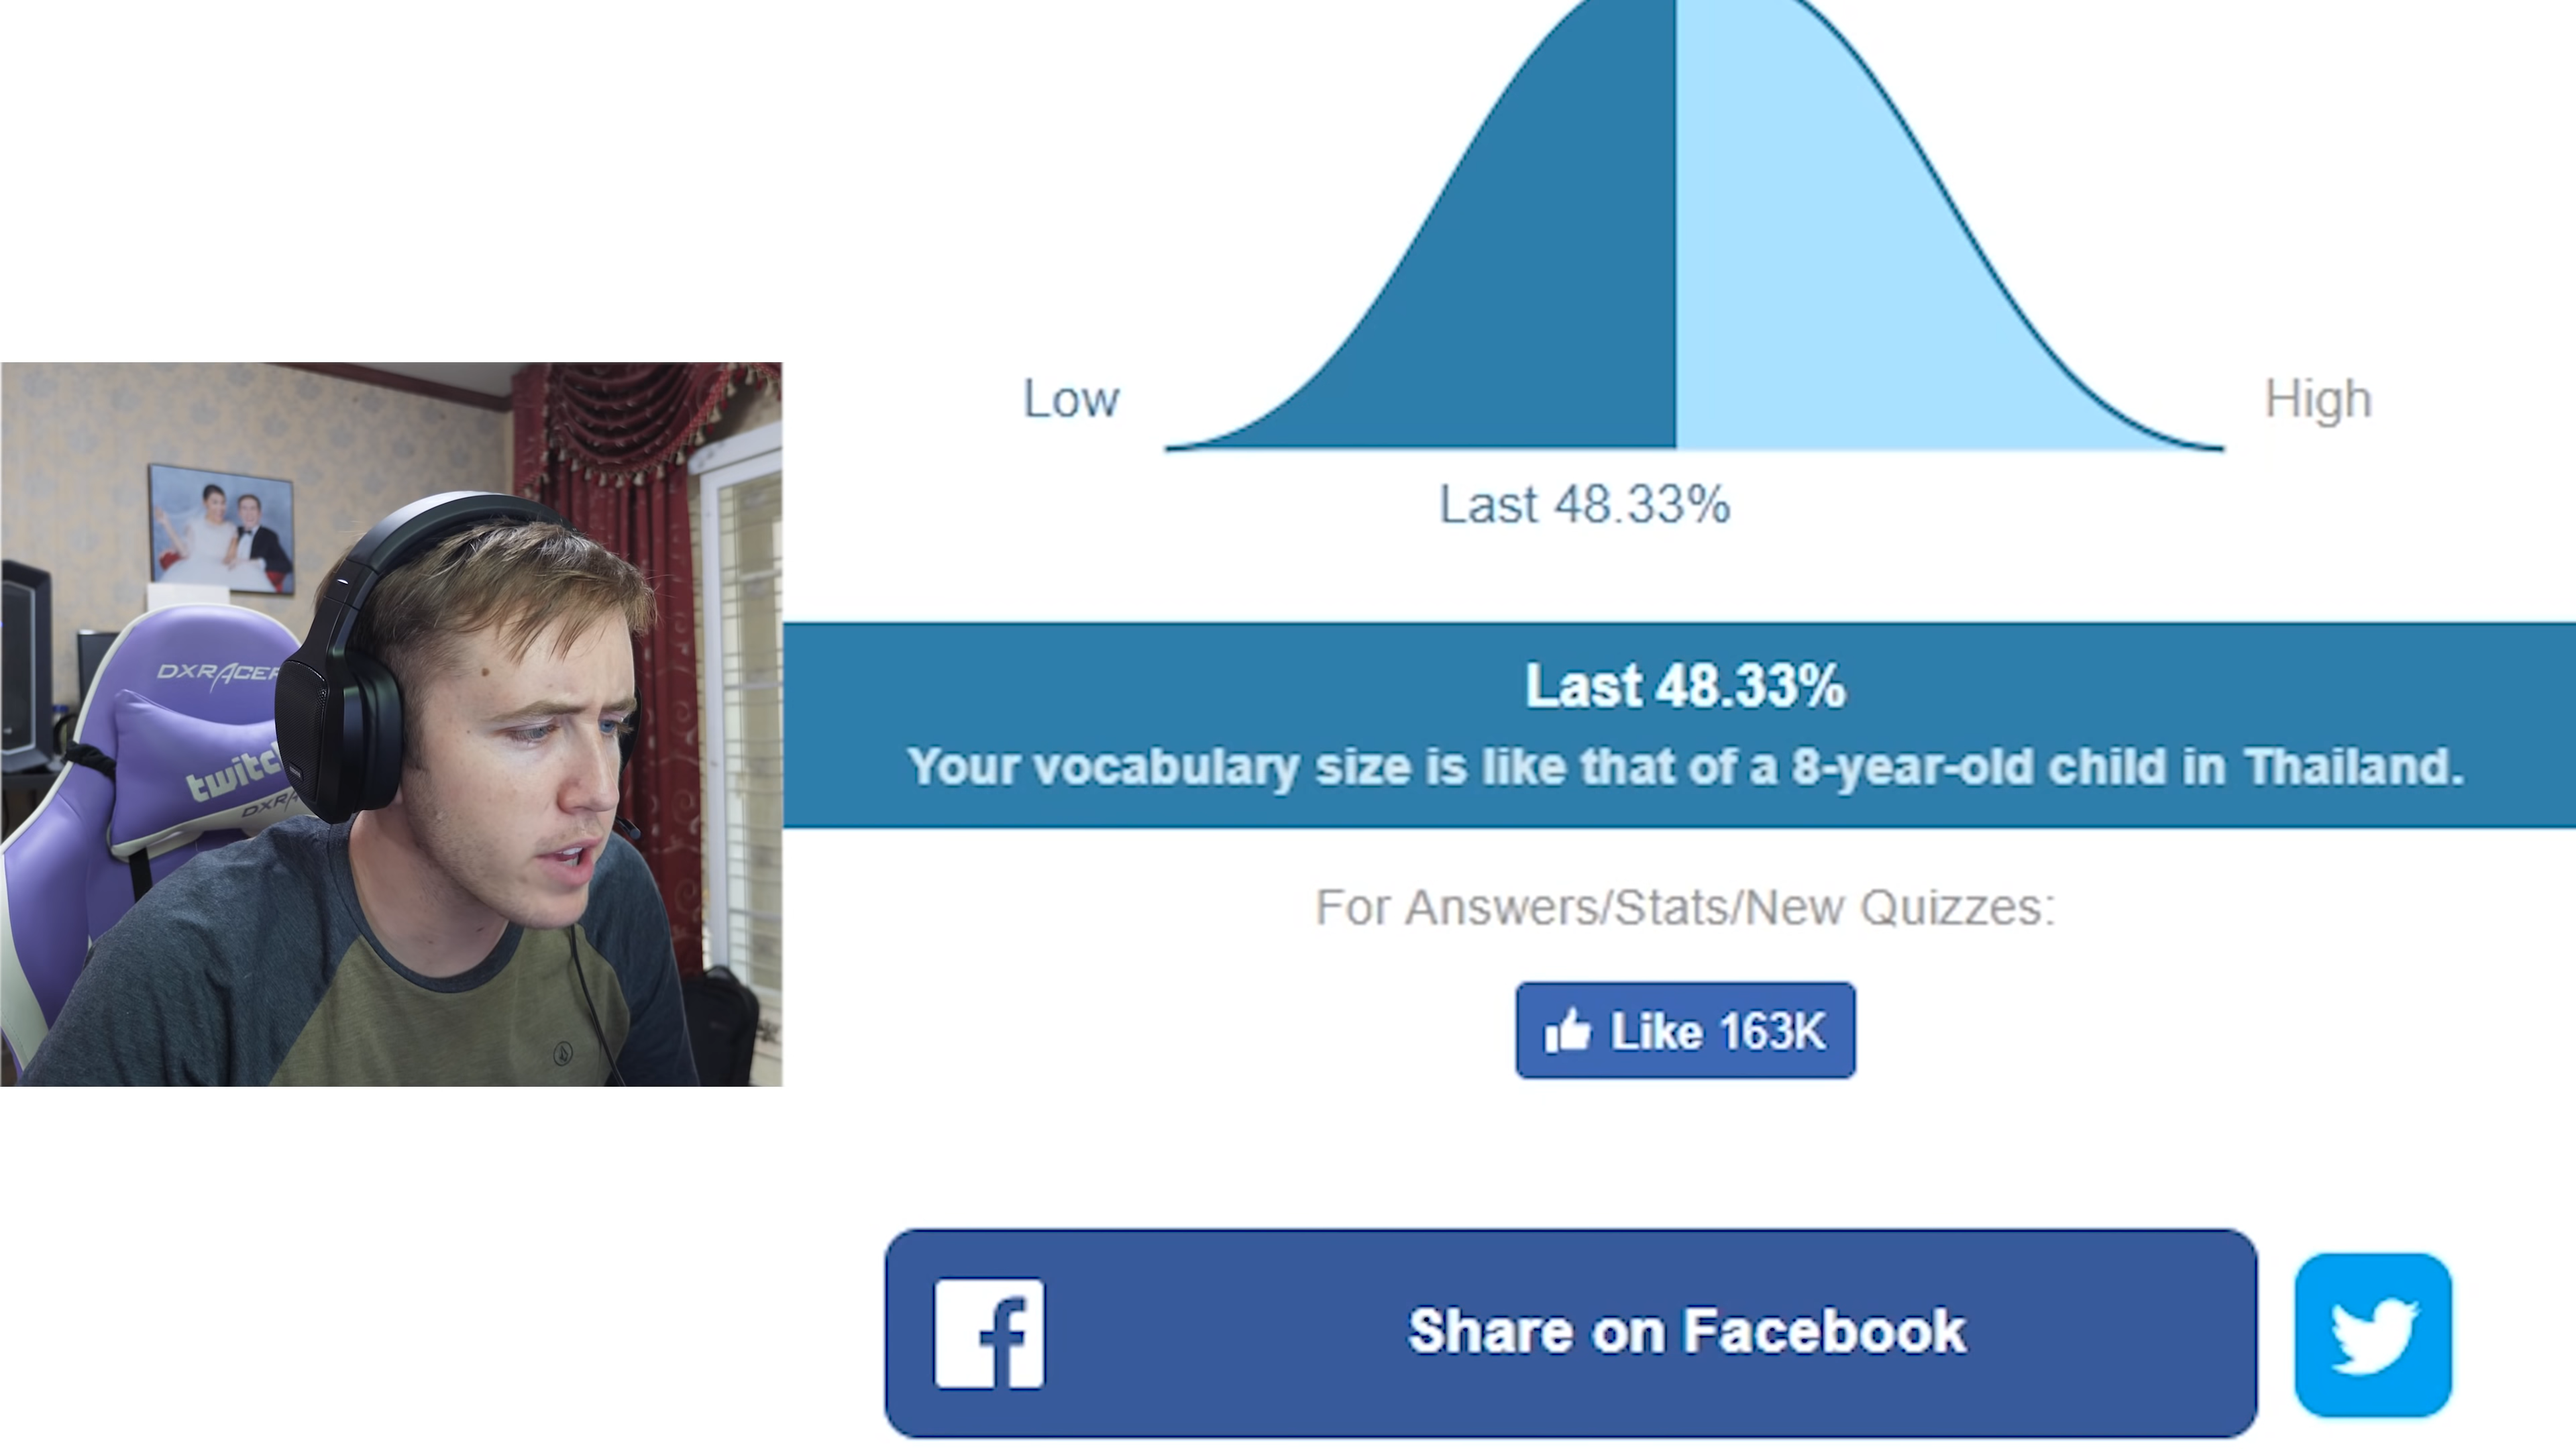 Low
High
Last 48.33%
DXRACER
twitch
Last 48.33%
Your vocabulary size is like that of a 8-year-old child in Thailand.
For Answers/Stats/New Quizzes:
Like 163K
Share on Facebook